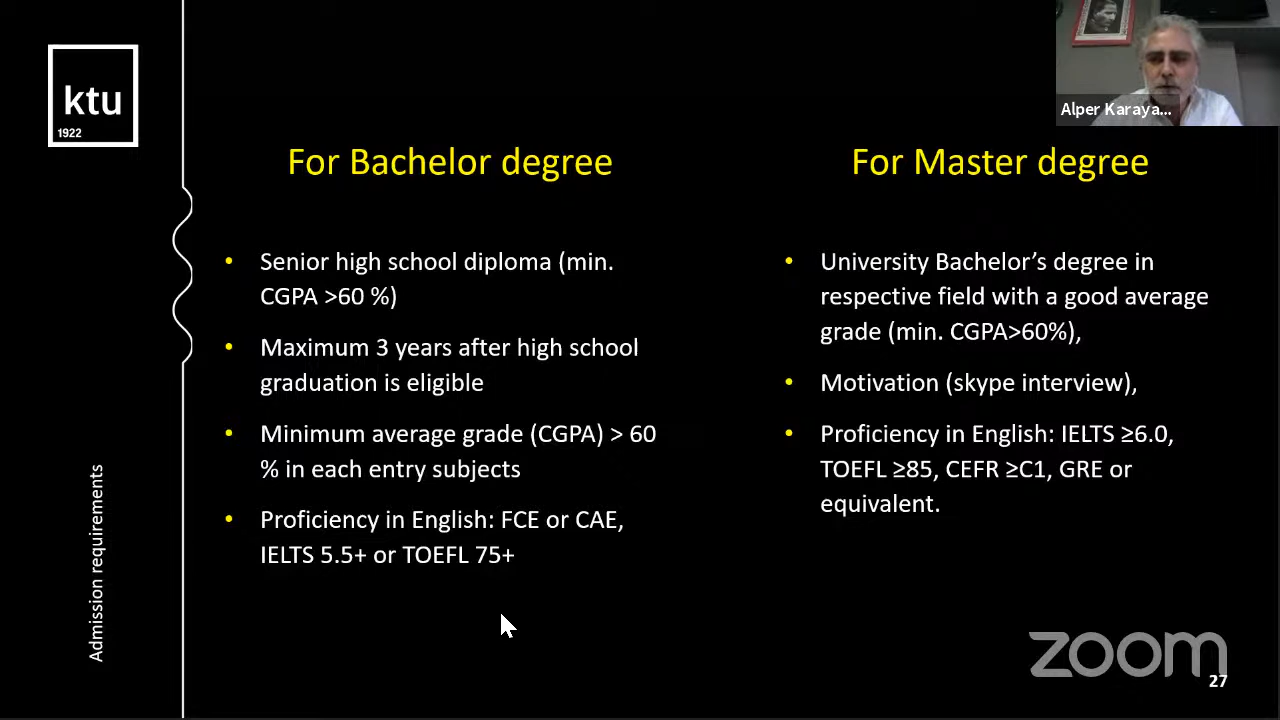 ktu
1922
Admission requirements
For Bachelor degree
• Senior high school diploma (min.
CGPA >60 %)
• Maximum 3 years after high school
graduation is eligible
• Minimum average grade (CGPA) > 60
% in each entry subjects
• Proficiency in English: FCE or CAE,
IELTS 5.5+ or TOEFL 75+
For Master degree
• University Bachelor’s degree in
respective field with a good average
grade (min. CGPA>60%),
• Motivation (skype interview),
• Proficiency in English: IELTS ≥6.0,
TOEFL ≥85, CEFR ≥C1, GRE or
equivalent.
Alper Karaya...
zoom
27